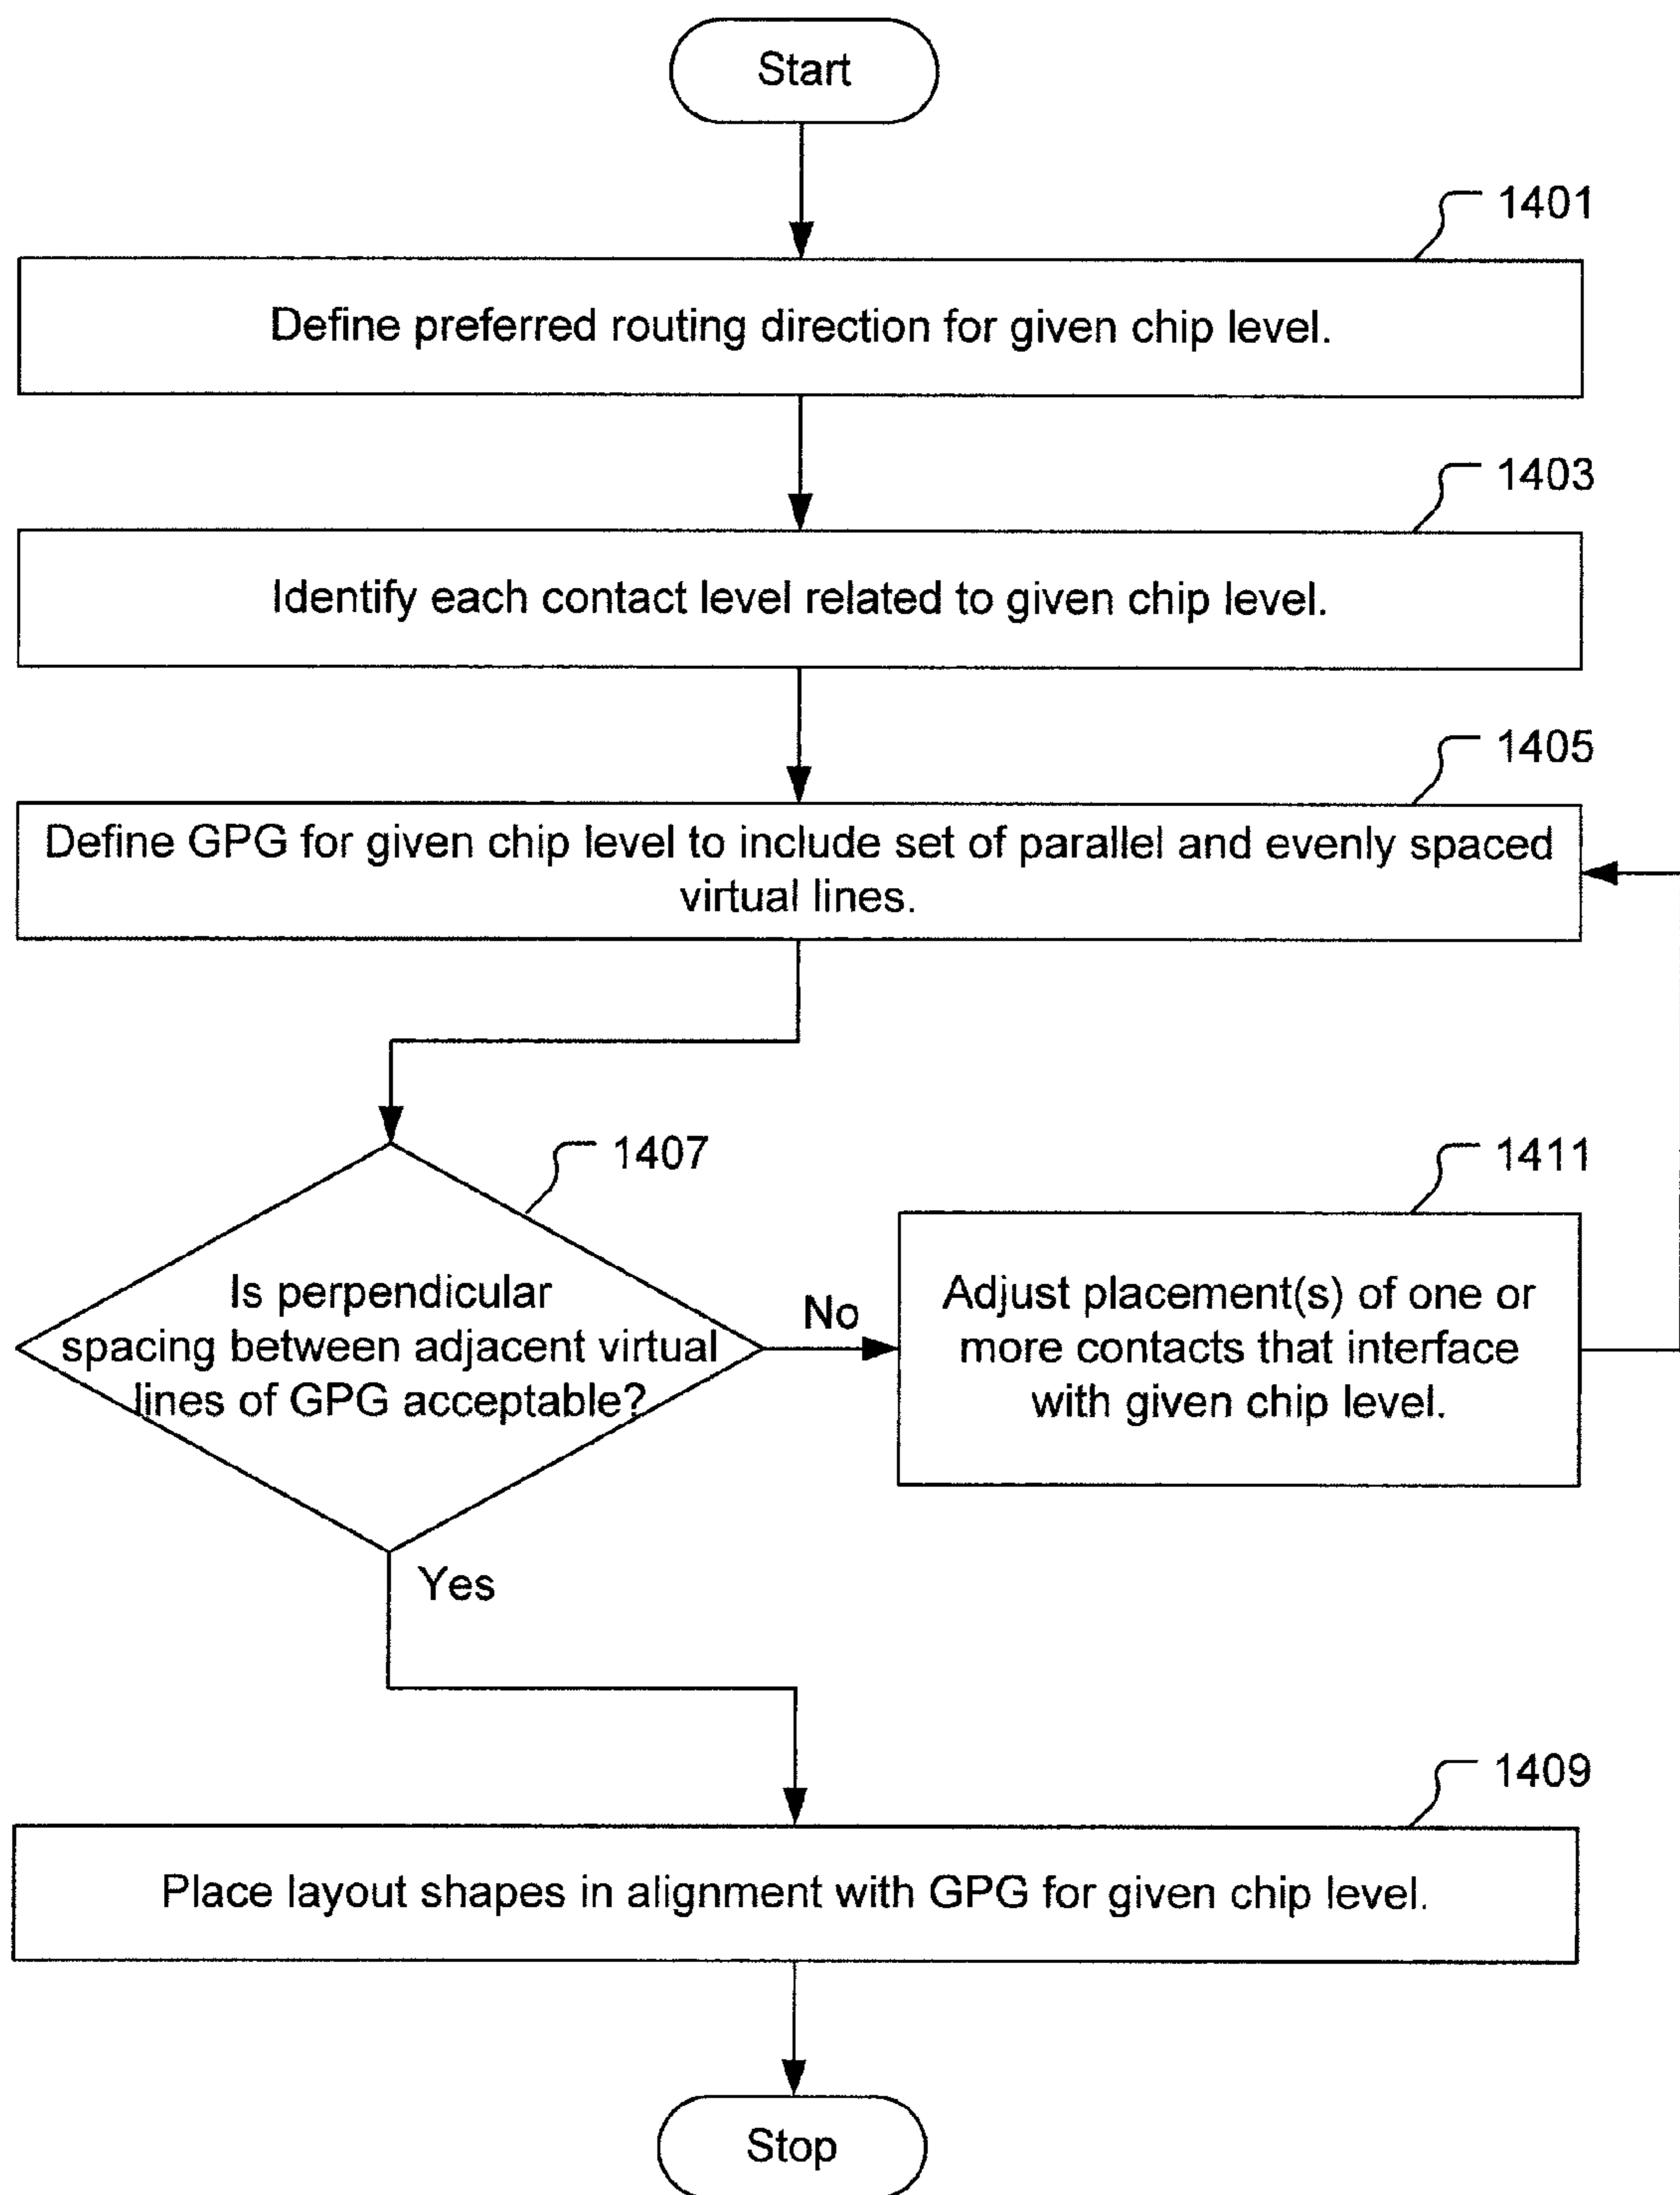 Start
1401
Define preferred routing direction for given chip level.
1403
Identify each contact level related to given chip level.
1405
Define GPG for given chip level to include set of parallel and evenly spaced
virtual lines.
1407
Is perpendicular
spacing between adjacent virtual
lines of GPG acceptable?
No
1411
Adjust placement(s) of one or
more contacts that interface
with given chip level.
Yes
1409
Place layout shapes in alignment with GPG for given chip level.
Stop